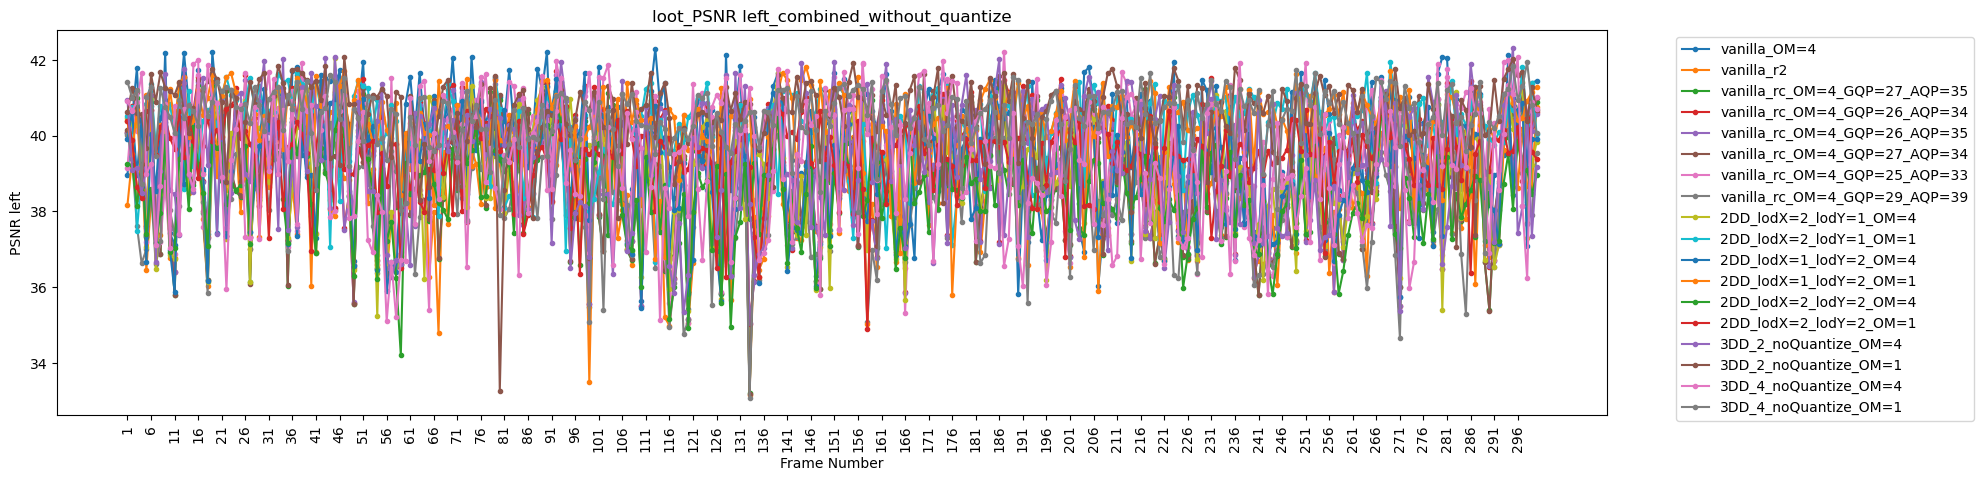 loot_PSNR left_combined_without_quantize
PSNR left
42
40
38
36
34
1 6 11 16 21 26 31 36 41 46 51 56 61 66 71 76 81 86 91 96 101 106 111 116 121 126 131 136 141 146 151 156 161 166 171 176 181 186 191 196 201 206 211 216 221 226 231 236 241 246 251 256 261 266 271 276 281 286 291 296
Frame Number
vanilla_OM=4
vanilla_r2
vanilla_rc_OM=4_GQP=27_AQP=35
vanilla_rc_OM=4_GQP=26_AQP=34
vanilla_rc_OM=4_GQP=26_AQP=35
vanilla_rc_OM=4_GQP=27_AQP=34
vanilla_rc_OM=4_GQP=25_AQP=33
vanilla_rc_OM=4_GQP=29_AQP=39
2DD_lodX=2_lodY=1_OM=4
2DD_lodX=2_lodY=1_OM=1
2DD_lodX=1_lodY=2_OM=4
2DD_lodX=1_lodY=2_OM=1
2DD_lodX=2_lodY=2_OM=4
2DD_lodX=2_lodY=2_OM=1
3DD_2_noQuantize_OM=4
3DD_2_noQuantize_OM=1
3DD_4_noQuantize_OM=4
3DD_4_noQuantize_OM=1